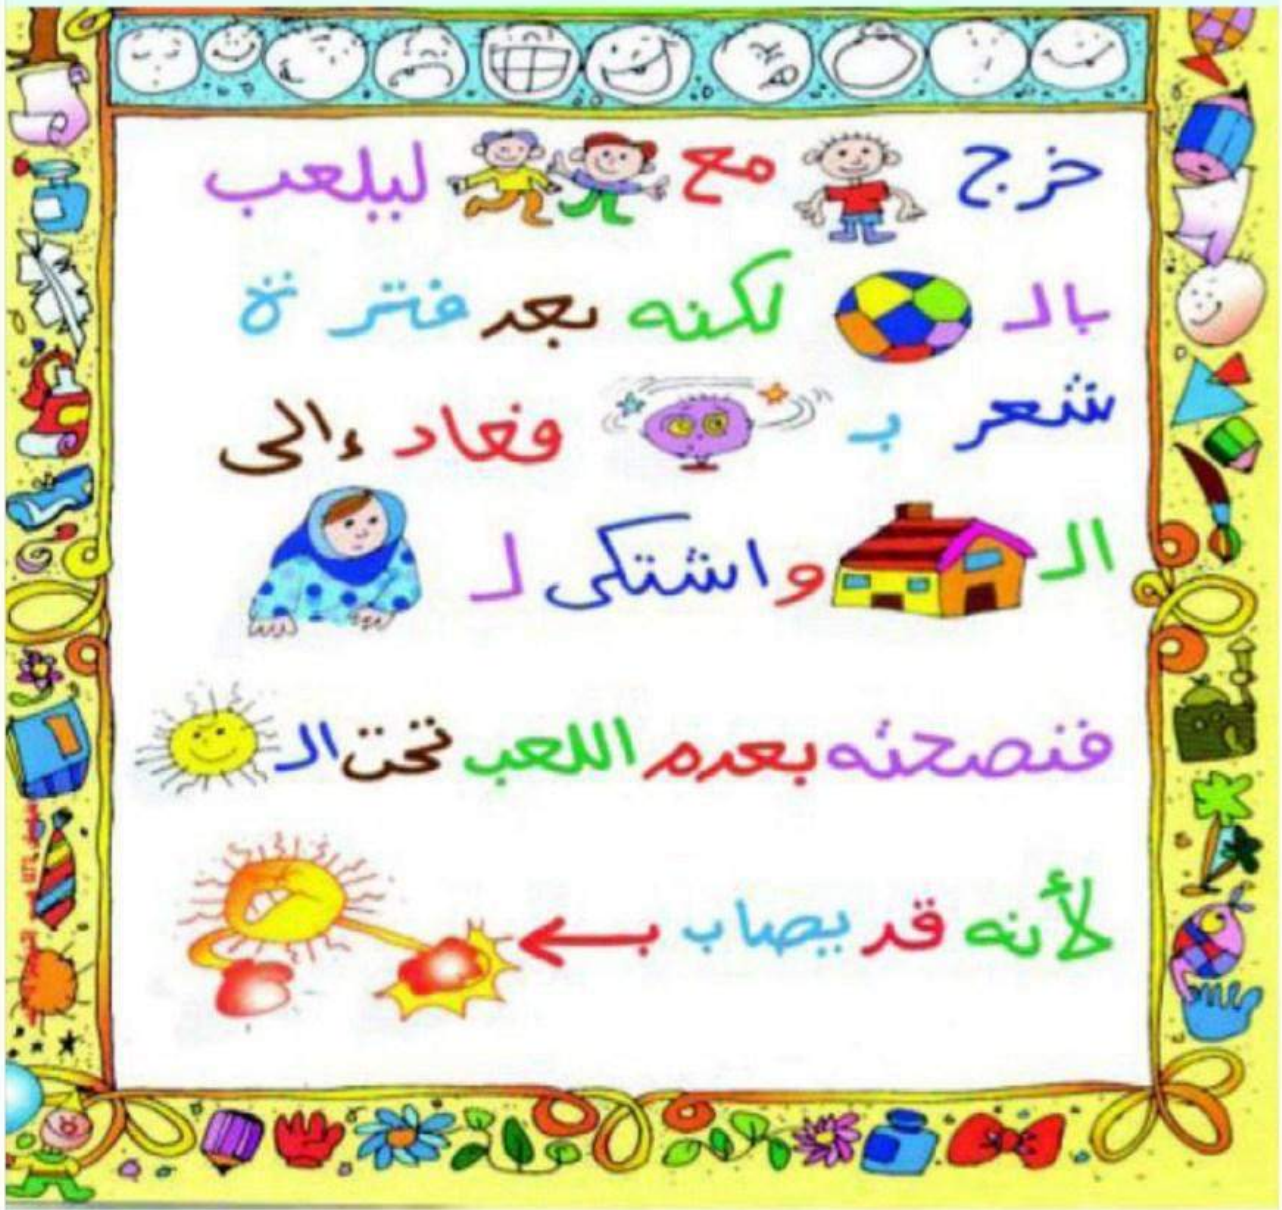 خرج مع ليلعب
بالـ لكنه بعد فترة
شعر بـ فعاد إلى
الـ واشتكى لـ
فنصحته بعدم اللعب تحت الـ
لأنه قد يصاب بـ